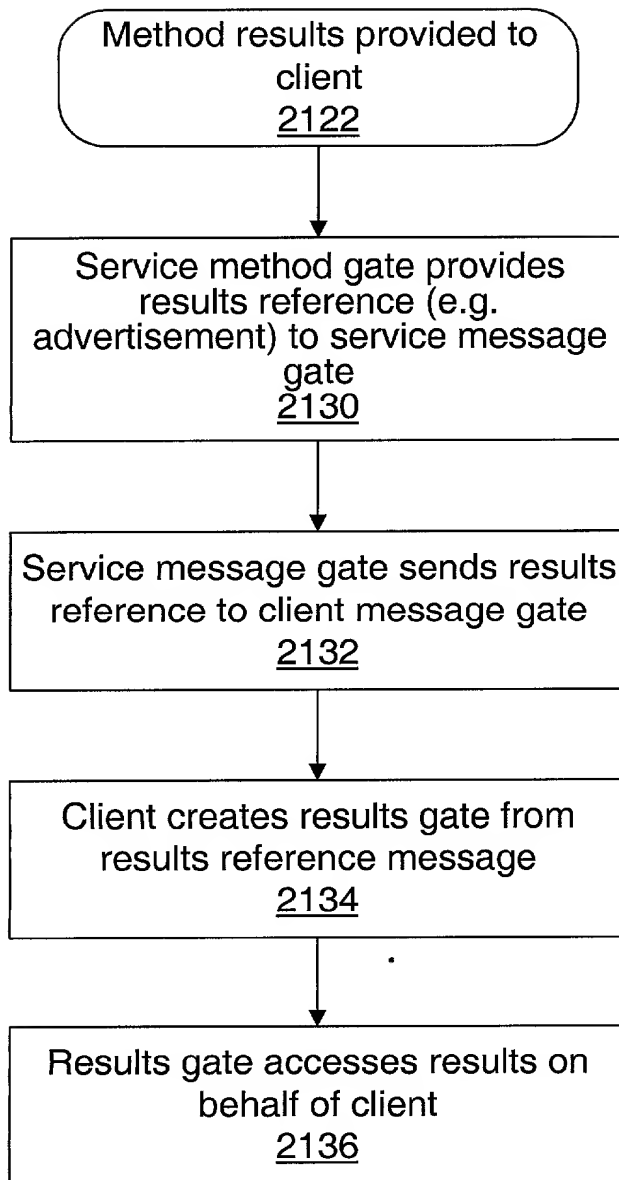 Method results provided to
client
2122
Service method gate provides
results reference (e.g.
advertisement) to service message
gate
2130
Service message gate sends results
reference to client message gate
2132
Client creates results gate from
results reference message
2134
Results gate accesses results on
behalf of client
2136